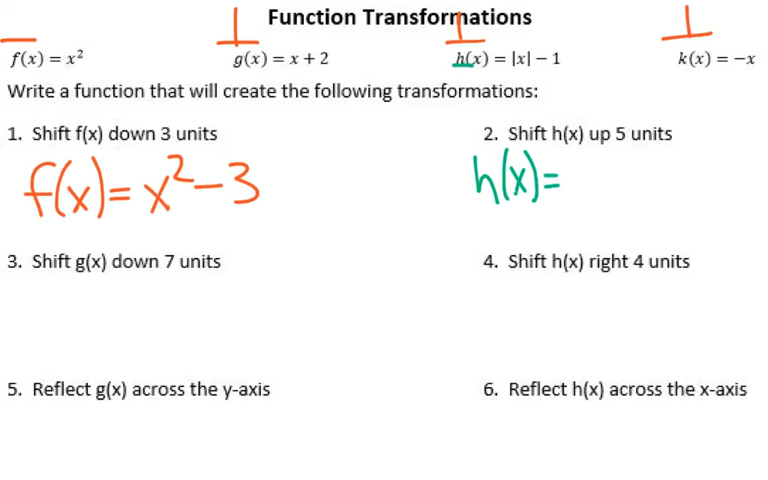 Function Transformations
f(x) = x² g(x) = x + 2 h(x) = |x| − 1 k(x) = −x
Write a function that will create the following transformations:
1. Shift f(x) down 3 units 2. Shift h(x) up 5 units
f(x) = x² − 3 h(x) =
3. Shift g(x) down 7 units 4. Shift h(x) right 4 units
5. Reflect g(x) across the y-axis 6. Reflect h(x) across the x-axis